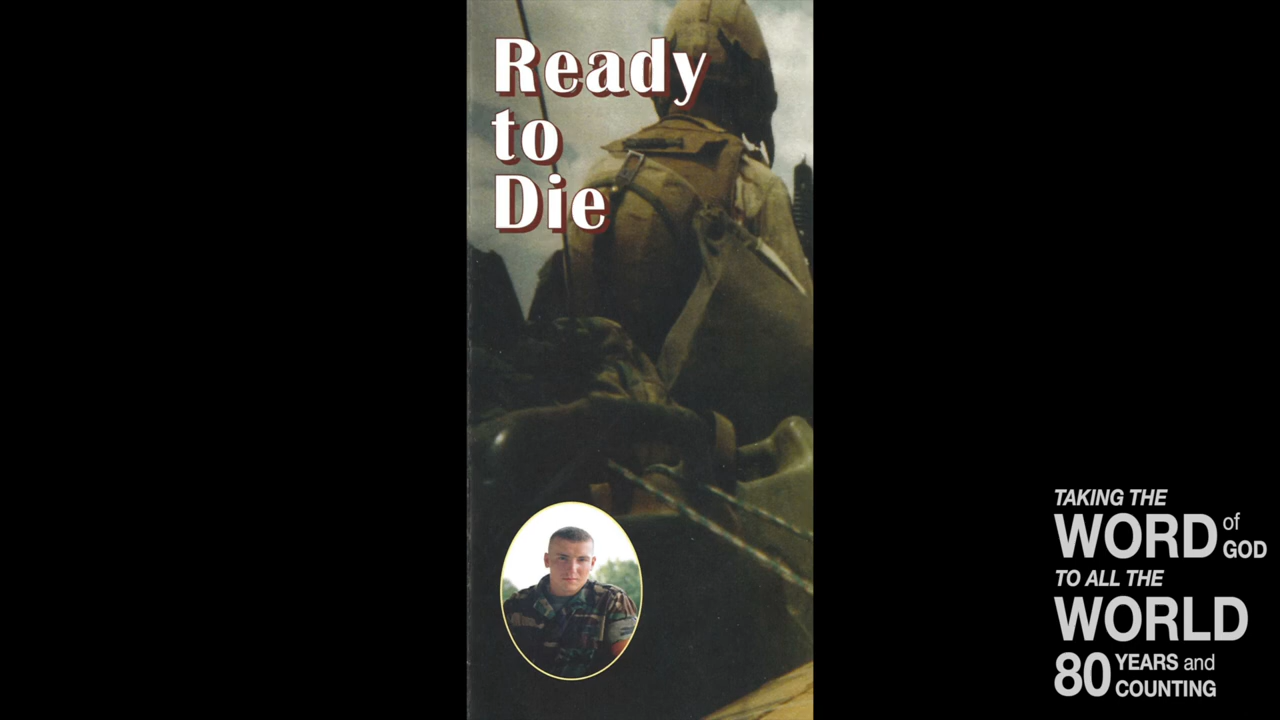 Ready
to
Die
TAKING THE
WORD of GOD
TO ALL THE
WORLD
80 YEARS and
COUNTING